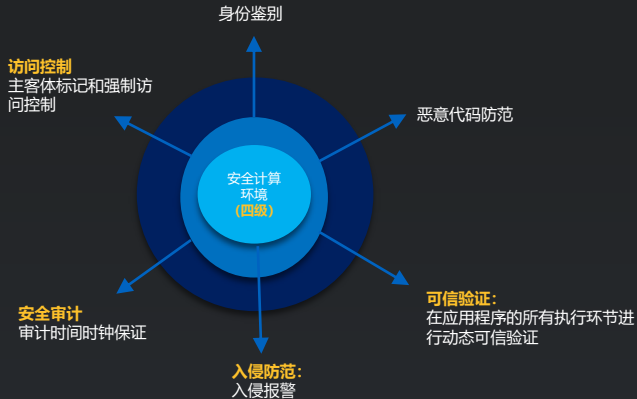 身份鉴别
访问控制
主客体标记和强制访
问控制
恶意代码防范
安全计算
环境
（四级）
安全审计
审计时间时钟保证
可信验证：
在应用程序的所有执行环节进
行动态可信验证
入侵防范：
入侵报警